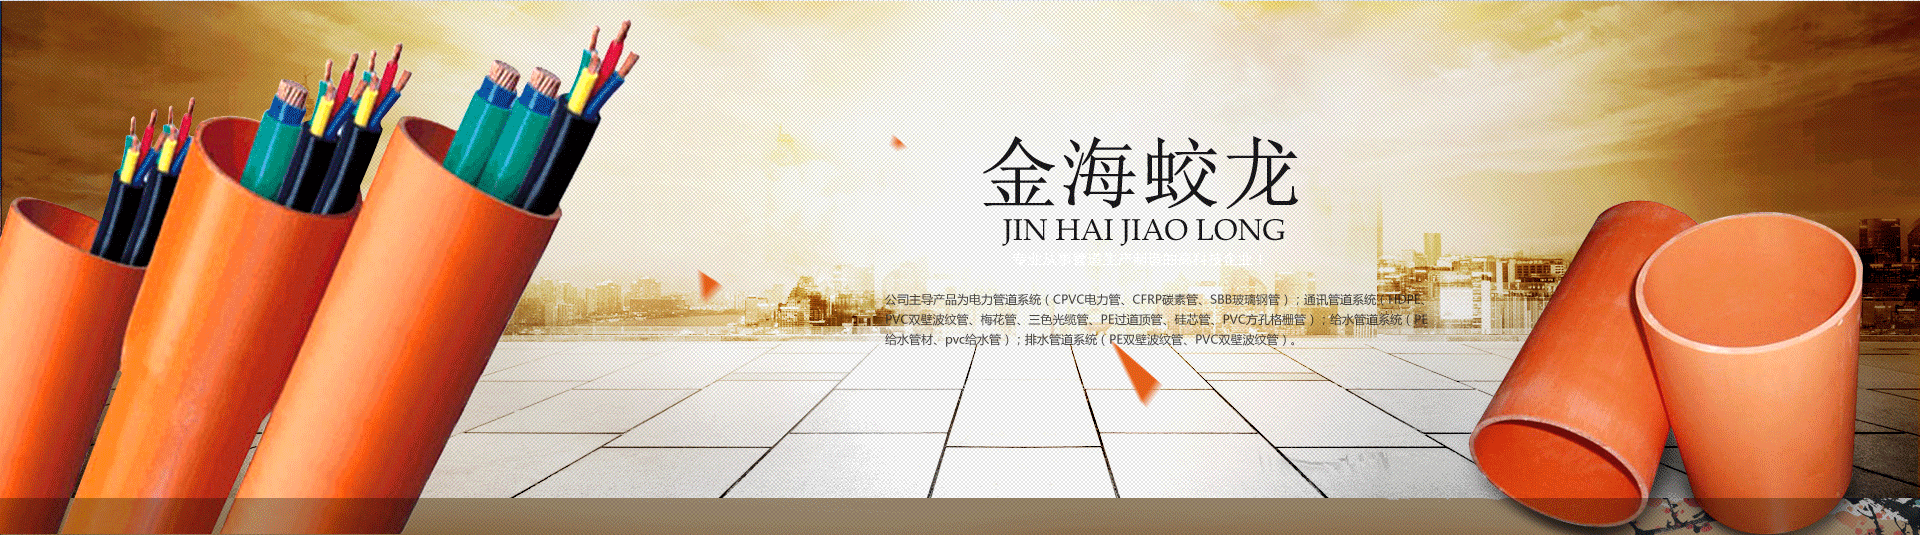 金海蛟龙
JIN HAI JIAO LONG
公司主导产品为电力管道系统（CPVC电力管、CFRP碳素管、SBB玻璃钢管）；通讯管道系统（HDPE、
PVC双壁波纹管、梅花管、三色光缆管、PE过道顶管、硅芯管、PVC方孔格栅管）；给水管道系统（PE
给水管材、pvc给水管）；排水管道系统（PE双壁波纹管、PVC双壁波纹管）。